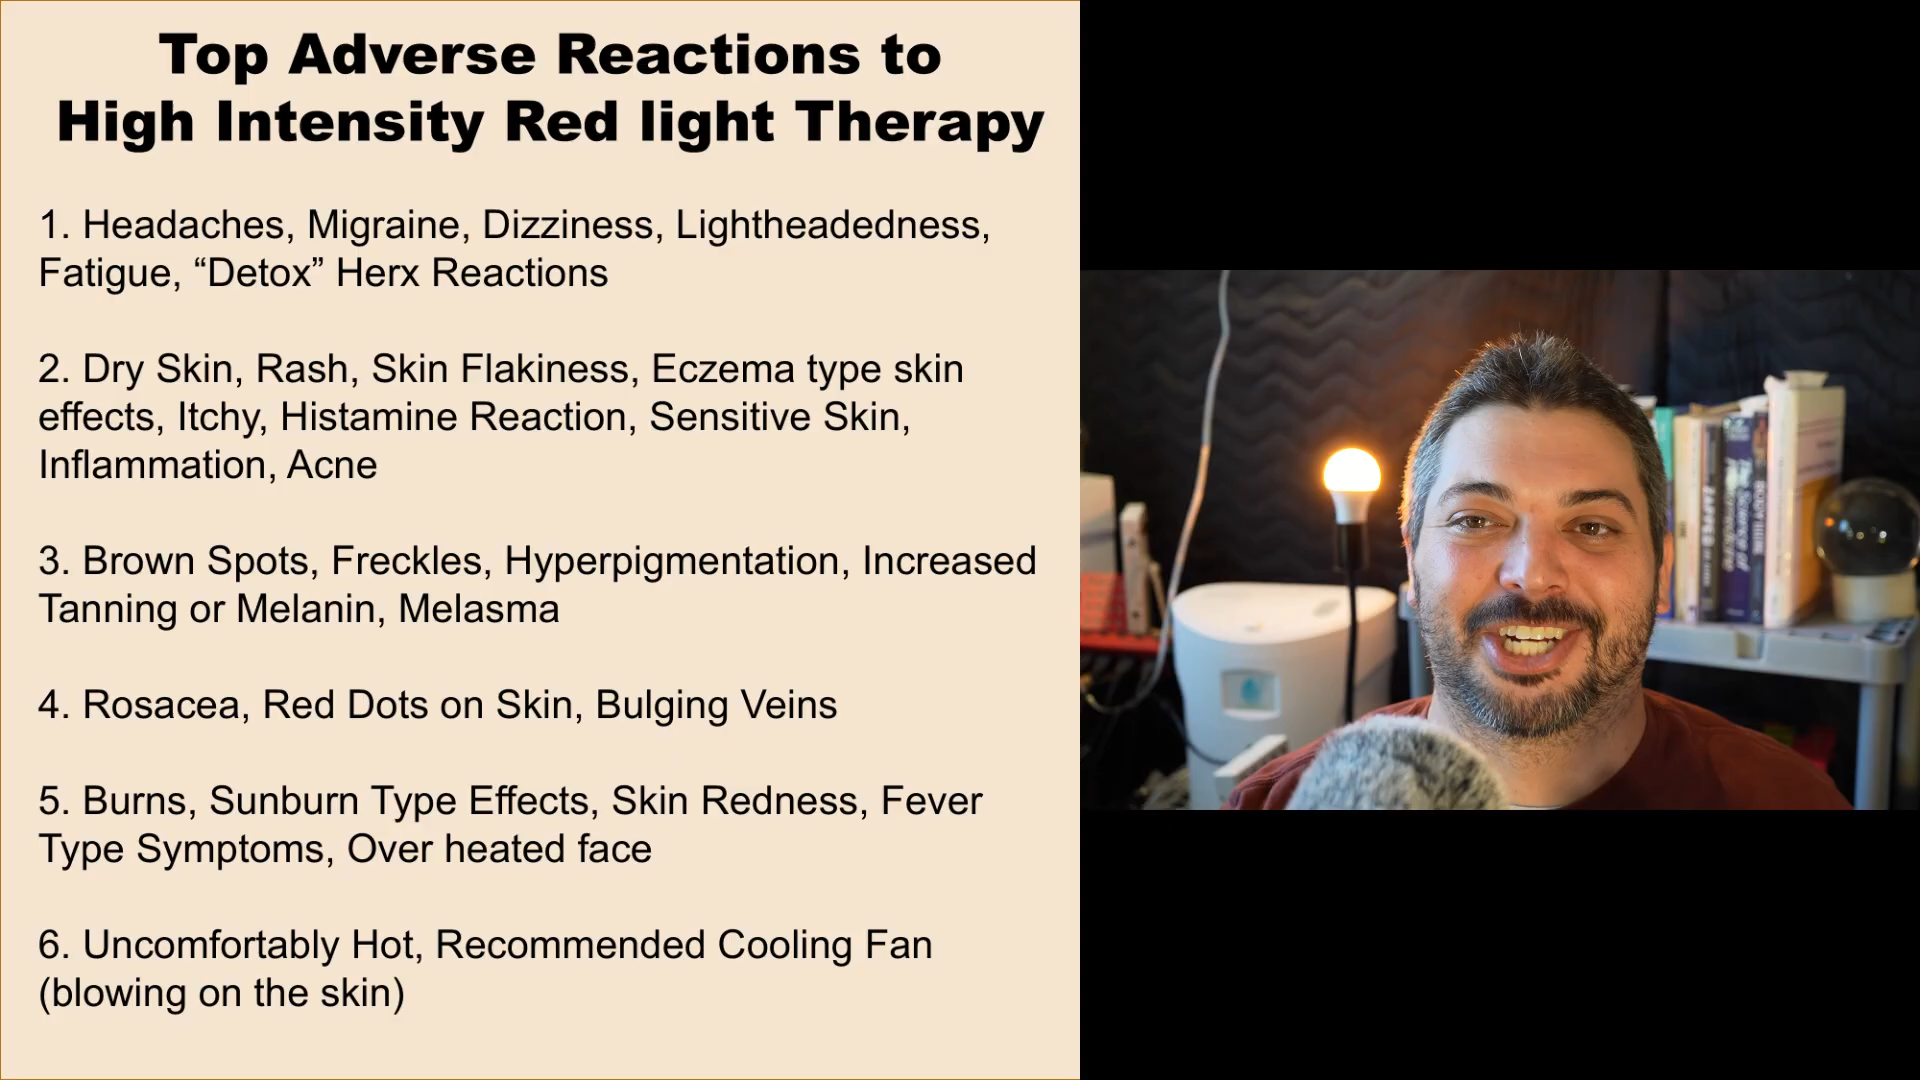 Top Adverse Reactions to
High Intensity Red light Therapy
1. Headaches, Migraine, Dizziness, Lightheadedness,
Fatigue, “Detox” Herx Reactions
2. Dry Skin, Rash, Skin Flakiness, Eczema type skin
effects, Itchy, Histamine Reaction, Sensitive Skin,
Inflammation, Acne
3. Brown Spots, Freckles, Hyperpigmentation, Increased
Tanning or Melanin, Melasma
4. Rosacea, Red Dots on Skin, Bulging Veins
5. Burns, Sunburn Type Effects, Skin Redness, Fever
Type Symptoms, Over heated face
6. Uncomfortably Hot, Recommended Cooling Fan
(blowing on the skin)